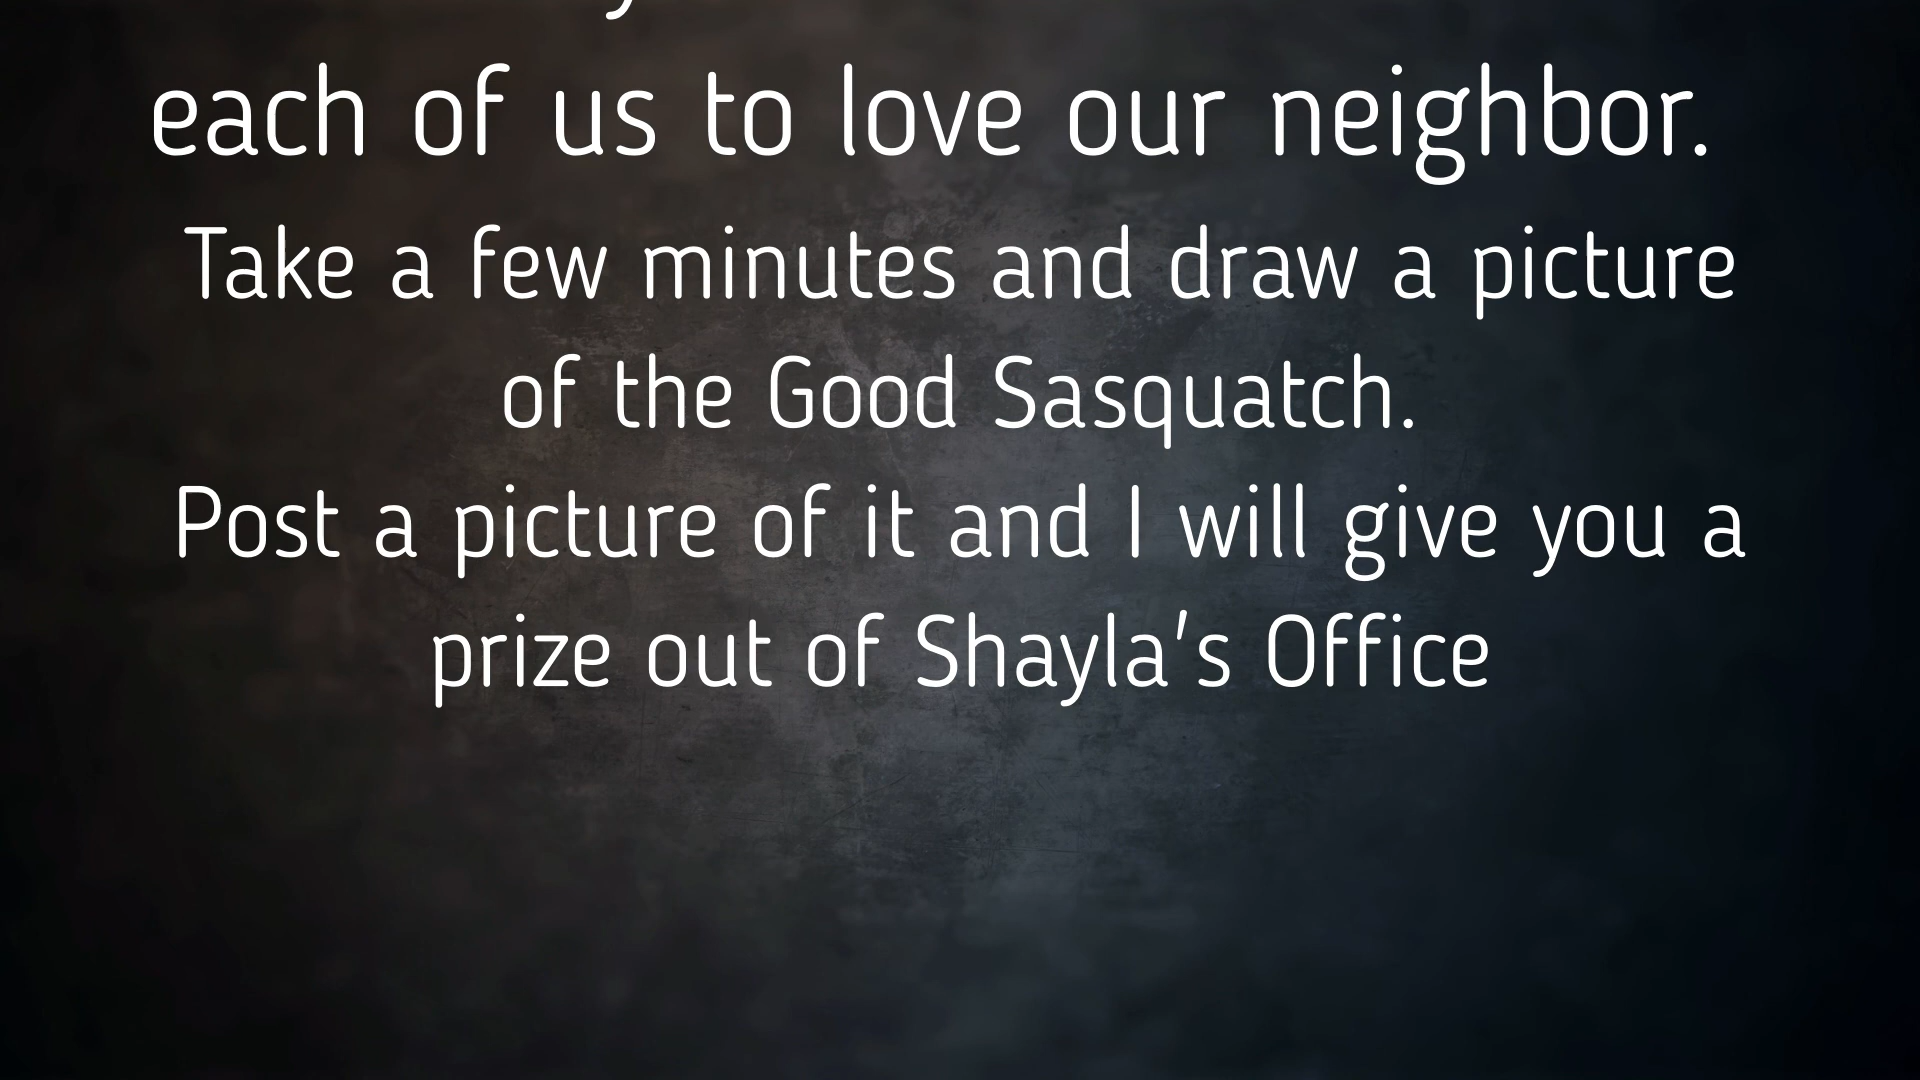 each of us to love our neighbor.
Take a few minutes and draw a picture
of the Good Sasquatch.
Post a picture of it and I will give you a
prize out of Shayla's Office